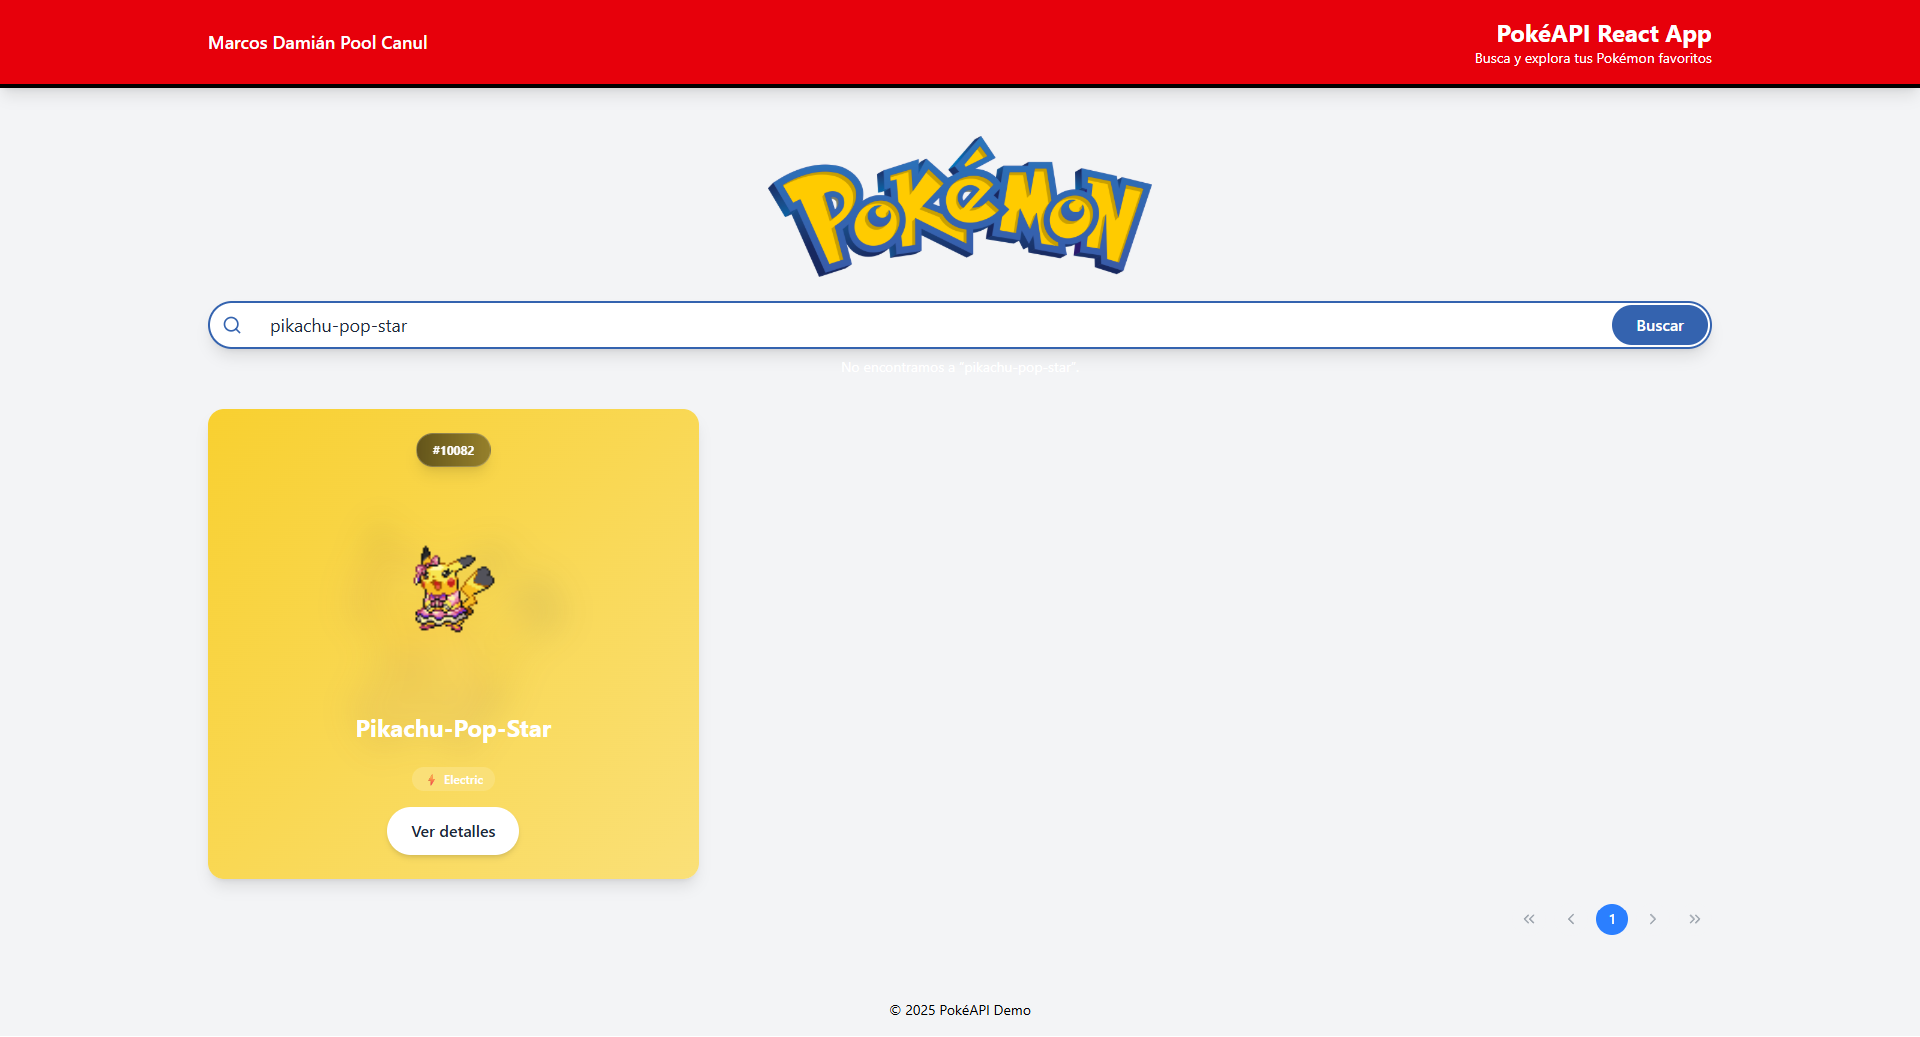 Marcos Damián Pool Canul
PokéAPI React App
Busca y explora tus Pokémon favoritos
POKéMON
pikachu-pop-star
Buscar
No encontramos a "pikachu-pop-star".
#10082
Pikachu-Pop-Star
Electric
Ver detalles
« ‹ 1 › »
© 2025 PokéAPI Demo